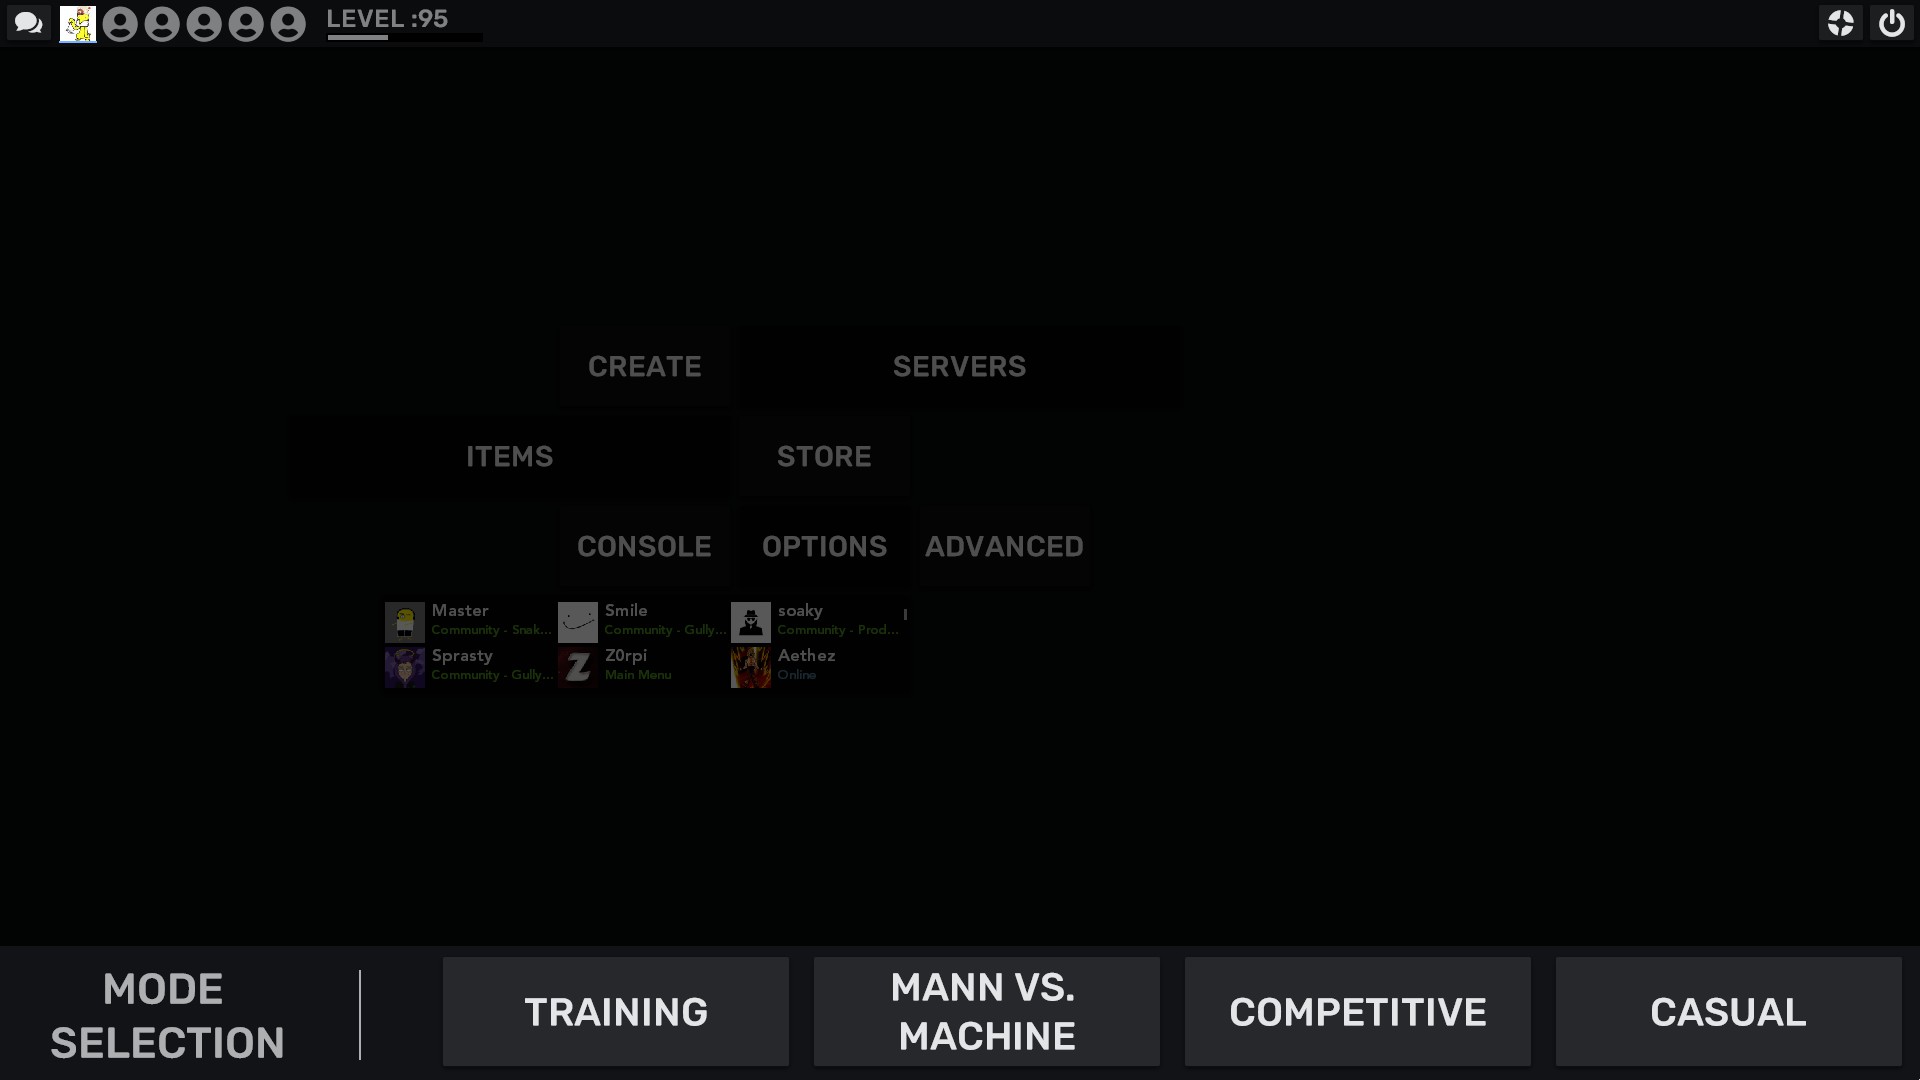 LEVEL :95
CREATE
SERVERS
ITEMS
STORE
CONSOLE
OPTIONS
ADVANCED
Master
Community - Snak...
Smile
Community - Gully...
soaky
Community - Prod...
Sprasty
Community - Gully...
Z0rpi
Main Menu
Aethez
Online
MODE
SELECTION
TRAINING
MANN VS.
MACHINE
COMPETITIVE
CASUAL